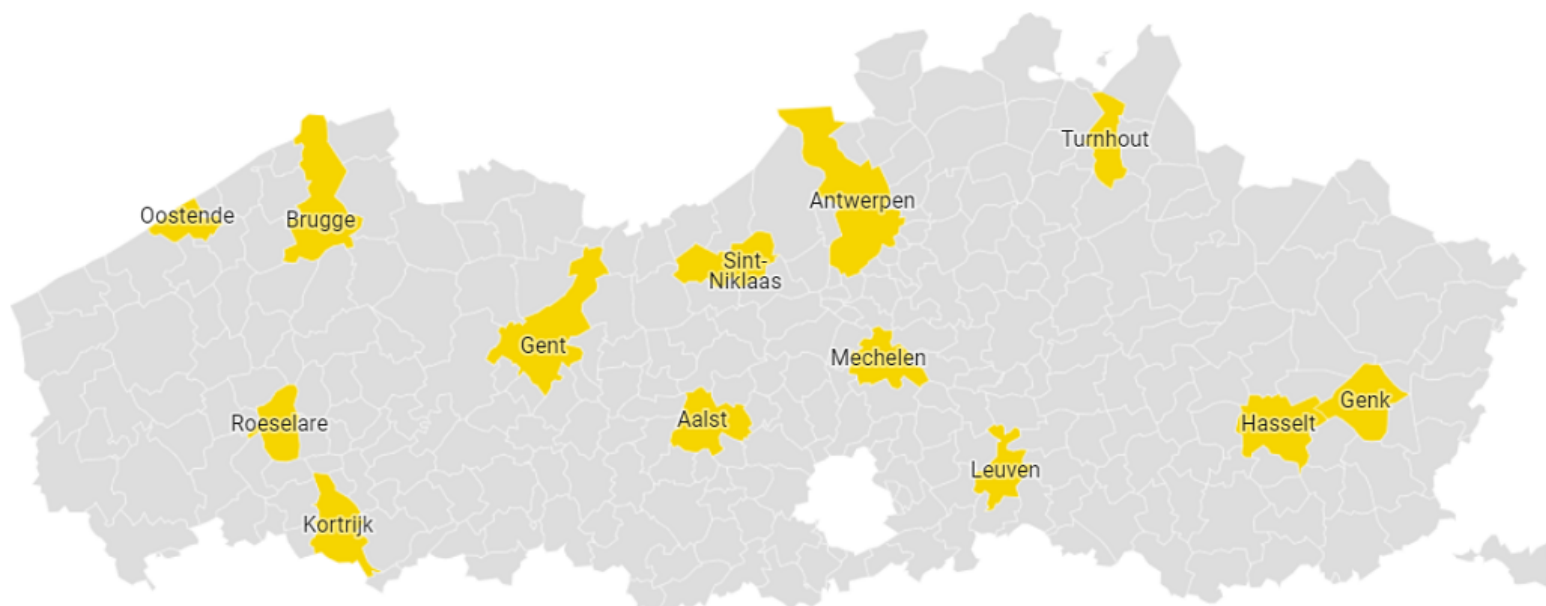 Turnhout
Antwerpen
Oostende
Brugge
Sint-
Niklaas
Gent
Mechelen
Genk
Aalst
Roeselare
Hasselt
Leuven
Kortrijk